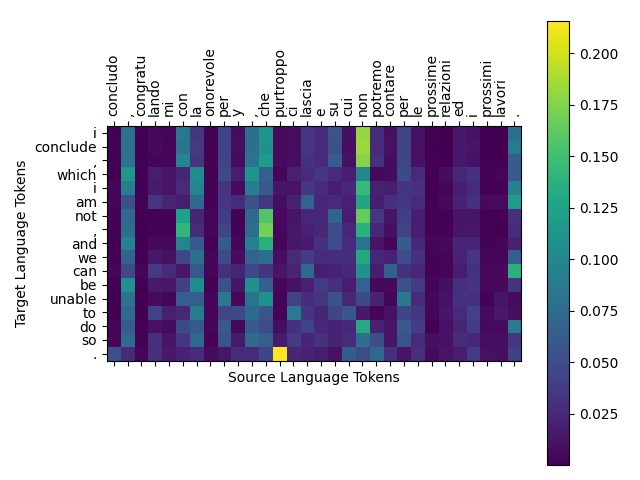 concludo
,
congratu
lando
mi
con
la
onorevole
per
y
,
che
purtroppo
ci
lascia
e
su
cui
non
potremo
contare
per
le
prossime
relazioni
ed
i
prossimi
lavori
.
i
conclude
,
which
i
am
not
,
and
we
can
be
unable
to
do
so
.
Target Language Tokens
Source Language Tokens
0.200
0.175
0.150
0.125
0.100
0.075
0.050
0.025